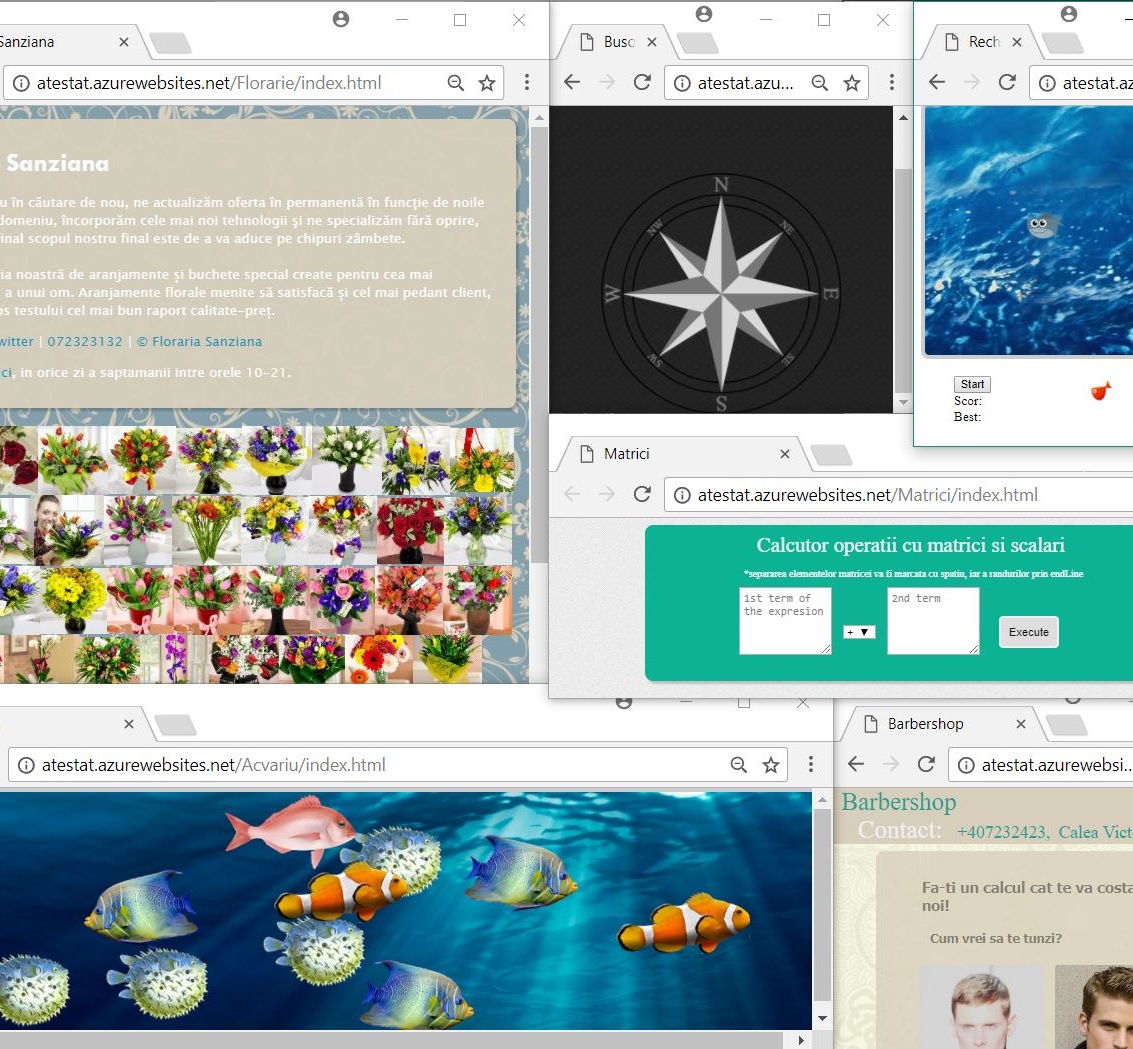 Sanziana
atestat.azurewebsites.net/Florarie/index.html
Sanziana
în căutare de nou, ne actualizăm oferta în permanentă în funcţie de noile
domeniu, încorporăm cele mai noi tehnologii şi ne specializăm fără oprire,
final scopul nostru final este de a va aduce pe chipuri zâmbete.
noastră de aranjamente și buchete special create pentru cea mai
a unui om. Aranjamente florale menite să satisfacă și cel mai pedant client,
testului cel mai bun raport calitate-preț.
witter | 072323132 | © Floraria Sanziana
ci, in orice zi a saptamanii intre orele 10-21.
Buso
atestat.azu...
N
NW
NE
W
E
SW
SE
S
Rech
atestat.az
Start
Scor:
Best:
Matrici
atestat.azurewebsites.net/Matrici/index.html
Calcutor operatii cu matrici si scalari
*separarea elementelor matricei va fi marcata cu spatiu, iar a randurilor prin endLine
1st term of
the expresion
+ ▼
2nd term
Execute
atestat.azurewebsites.net/Acvariu/index.html
Barbershop
atestat.azurewebsi...
Barbershop
Contact: +407232423, Calea Vict
Fa-ti un calcul cat te va costa
noi!
Cum vrei sa te tunzi?